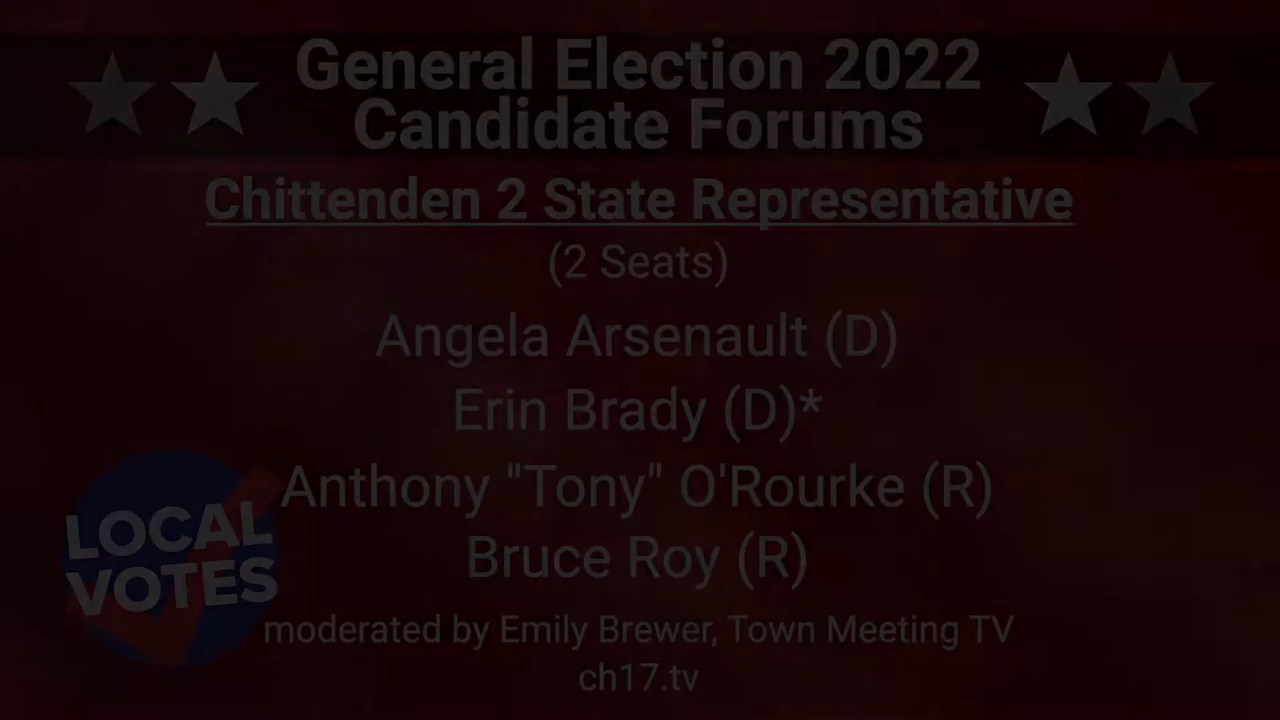 General Election 2022
Candidate Forums
Chittenden 2 State Representative
(2 Seats)
Angela Arsenault (D)
Erin Brady (D)*
Anthony "Tony" O'Rourke (R)
Bruce Roy (R)
LOCAL
VOTES
moderated by Emily Brewer, Town Meeting TV
ch17.tv